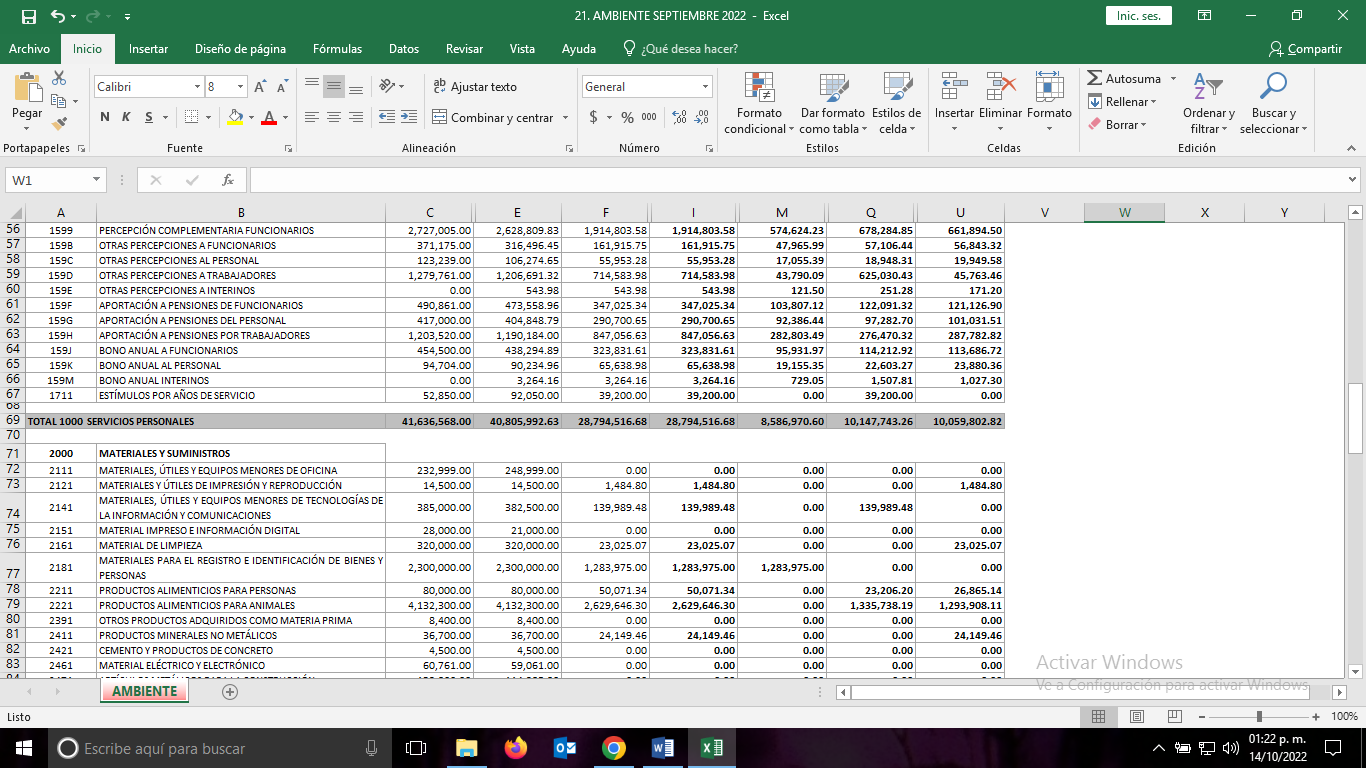 21. AMBIENTE SEPTIEMBRE 2022 - Excel
Inic. ses.
Archivo Inicio Insertar Diseño de página Fórmulas Datos Revisar Vista Ayuda ¿Qué desea hacer? Compartir
Pegar
Portapapeles
Calibri 8
N K S
Fuente
Ajustar texto
Combinar y centrar
Alineación
General
$ % 000
Número
Formato condicional
Dar formato como tabla
Estilos de celda
Estilos
Insertar Eliminar Formato
Celdas
Autosuma
Rellenar
Borrar
Ordenar y filtrar
Buscar y seleccionar
Edición
W1 fx
A B C E F I M Q U V W X Y
56 1599 PERCEPCIÓN COMPLEMENTARIA FUNCIONARIOS 2,727,005.00 2,628,809.83 1,914,803.58 1,914,803.58 574,624.23 678,284.85 661,894.50
57 159B OTRAS PERCEPCIONES A FUNCIONARIOS 371,175.00 316,496.45 161,915.75 161,915.75 47,965.99 57,106.44 56,843.32
58 159C OTRAS PERCEPCIONES AL PERSONAL 123,239.00 106,274.65 55,953.28 55,953.28 17,055.39 18,948.31 19,949.58
59 159D OTRAS PERCEPCIONES A TRABAJADORES 1,279,761.00 1,206,691.32 714,583.98 714,583.98 43,790.09 625,030.43 45,763.46
60 159E OTRAS PERCEPCIONES A INTERINOS 0.00 543.98 543.98 543.98 121.50 251.28 171.20
61 159F APORTACIÓN A PENSIONES DE FUNCIONARIOS 490,861.00 473,558.96 347,025.34 347,025.34 103,807.12 122,091.32 121,126.90
62 159G APORTACIÓN A PENSIONES DEL PERSONAL 417,000.00 404,848.79 290,700.65 290,700.65 92,386.44 97,282.70 101,031.51
63 159H APORTACIÓN A PENSIONES POR TRABAJADORES 1,203,520.00 1,190,184.00 847,056.63 847,056.63 282,803.49 276,470.32 287,782.82
64 159J BONO ANUAL A FUNCIONARIOS 454,500.00 438,294.89 323,831.61 323,831.61 95,931.97 114,212.92 113,686.72
65 159K BONO ANUAL AL PERSONAL 94,704.00 90,234.96 65,638.98 65,638.98 19,155.35 22,603.27 23,880.36
66 159M BONO ANUAL INTERINOS 0.00 3,264.16 3,264.16 3,264.16 729.05 1,507.81 1,027.30
67 1711 ESTÍMULOS POR AÑOS DE SERVICIO 52,850.00 92,050.00 39,200.00 39,200.00 0.00 39,200.00 0.00
68
69 TOTAL 1000 SERVICIOS PERSONALES 41,636,568.00 40,805,992.63 28,794,516.68 28,794,516.68 8,586,970.60 10,147,743.26 10,059,802.82
70
71 2000 MATERIALES Y SUMINISTROS
72 2111 MATERIALES, ÚTILES Y EQUIPOS MENORES DE OFICINA 232,999.00 248,999.00 0.00 0.00 0.00 0.00 0.00
73 2121 MATERIALES Y ÚTILES DE IMPRESIÓN Y REPRODUCCIÓN 14,500.00 14,500.00 1,484.80 1,484.80 0.00 0.00 1,484.80
74 2141 MATERIALES, ÚTILES Y EQUIPOS MENORES DE TECNOLOGÍAS DE
LA INFORMACIÓN Y COMUNICACIONES 385,000.00 382,500.00 139,989.48 139,989.48 0.00 139,989.48 0.00
75 2151 MATERIAL IMPRESO E INFORMACIÓN DIGITAL 28,000.00 21,000.00 0.00 0.00 0.00 0.00 0.00
76 2161 MATERIAL DE LIMPIEZA 320,000.00 320,000.00 23,025.07 23,025.07 0.00 0.00 23,025.07
77 2181 MATERIALES PARA EL REGISTRO E IDENTIFICACIÓN DE BIENES Y
PERSONAS 2,300,000.00 2,300,000.00 1,283,975.00 1,283,975.00 1,283,975.00 0.00 0.00
78 2211 PRODUCTOS ALIMENTICIOS PARA PERSONAS 80,000.00 80,000.00 50,071.34 50,071.34 0.00 23,206.20 26,865.14
79 2221 PRODUCTOS ALIMENTICIOS PARA ANIMALES 4,132,300.00 4,132,300.00 2,629,646.30 2,629,646.30 0.00 1,335,738.19 1,293,908.11
80 2391 OTROS PRODUCTOS ADQUIRIDOS COMO MATERIA PRIMA 8,400.00 8,400.00 0.00 0.00 0.00 0.00 0.00
81 2411 PRODUCTOS MINERALES NO METÁLICOS 36,700.00 36,700.00 24,149.46 24,149.46 0.00 0.00 24,149.46
82 2421 CEMENTO Y PRODUCTOS DE CONCRETO 4,500.00 4,500.00 0.00 0.00 0.00 0.00 0.00
83 2461 MATERIAL ELÉCTRICO Y ELECTRÓNICO 60,761.00 59,061.00 0.00 0.00 0.00 0.00 0.00
Activar Windows
Ve a Configuración para activar Windows.
AMBIENTE
Listo 100%
Escribe aquí para buscar
01:22 p. m.
14/10/2022